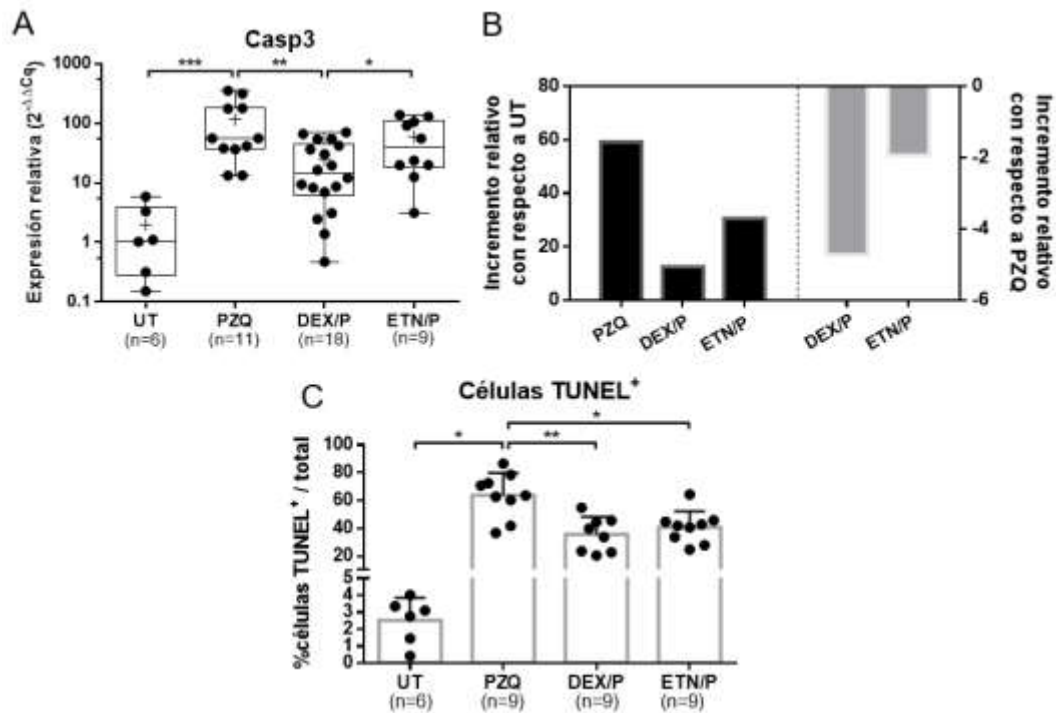 A
Casp3
Expresión relativa (2^-ΔΔCq)
1000
100
10
1
0.1
***
**
*
UT
(n=6)
PZQ
(n=11)
DEX/P
(n=18)
ETN/P
(n=9)
B
Incremento relativo
con respecto a UT
80
60
40
20
0
PZQ
DEX/P
ETN/P
DEX/P
ETN/P
0
-2
-4
-6
Incremento relativo
con respecto a PZQ
C
Células TUNEL⁺
%células TUNEL⁺ / total
100
80
60
40
20
5
4
3
2
1
0
*
**
*
UT
(n=6)
PZQ
(n=9)
DEX/P
(n=9)
ETN/P
(n=9)